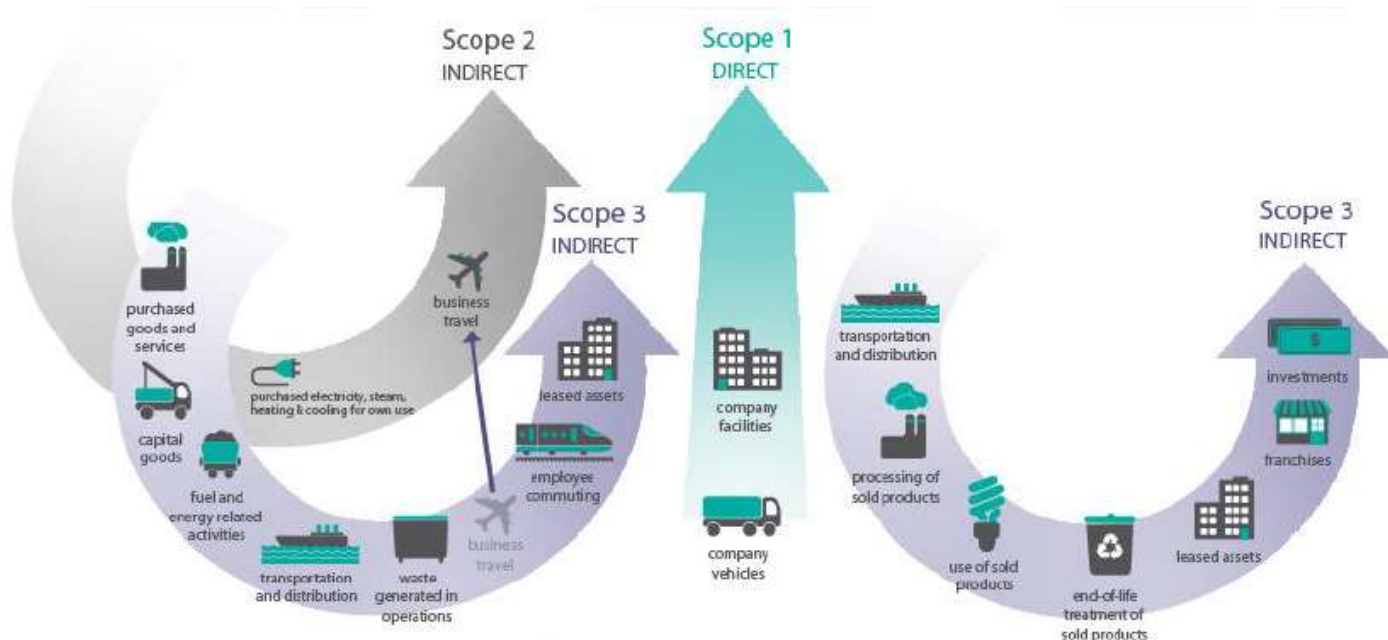 Scope 2
INDIRECT
Scope 1
DIRECT
Scope 3
INDIRECT
Scope 3
INDIRECT
purchased
goods and
services
business
travel
purchased electricity, steam,
heating & cooling for own use
capital
goods
fuel and
energy related
activities
transportation
and distribution
waste
generated in
operations
business
travel
employee
commuting
leased assets
company
facilities
company
vehicles
transportation
and distribution
processing of
sold products
use of sold
products
end-of-life
treatment of
sold products
leased assets
franchises
investments
$